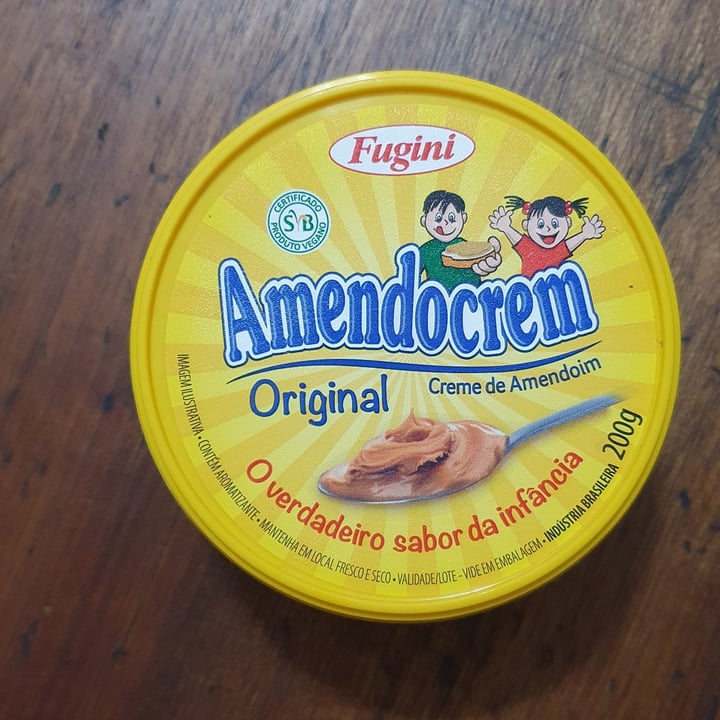 Fugini
CERTIFICADO
SVB
PRODUTO VEGANO
Amendocrem
Original
Creme de Amendoim
O verdadeiro sabor da infância
IMAGEM ILUSTRATIVA • CONTÉM AROMATIZANTE • MANTENHA EM LOCAL FRESCO E SECO • VALIDADE/LOTE - VIDE EM EMBALAGEM • INDÚSTRIA BRASILEIRA 200g